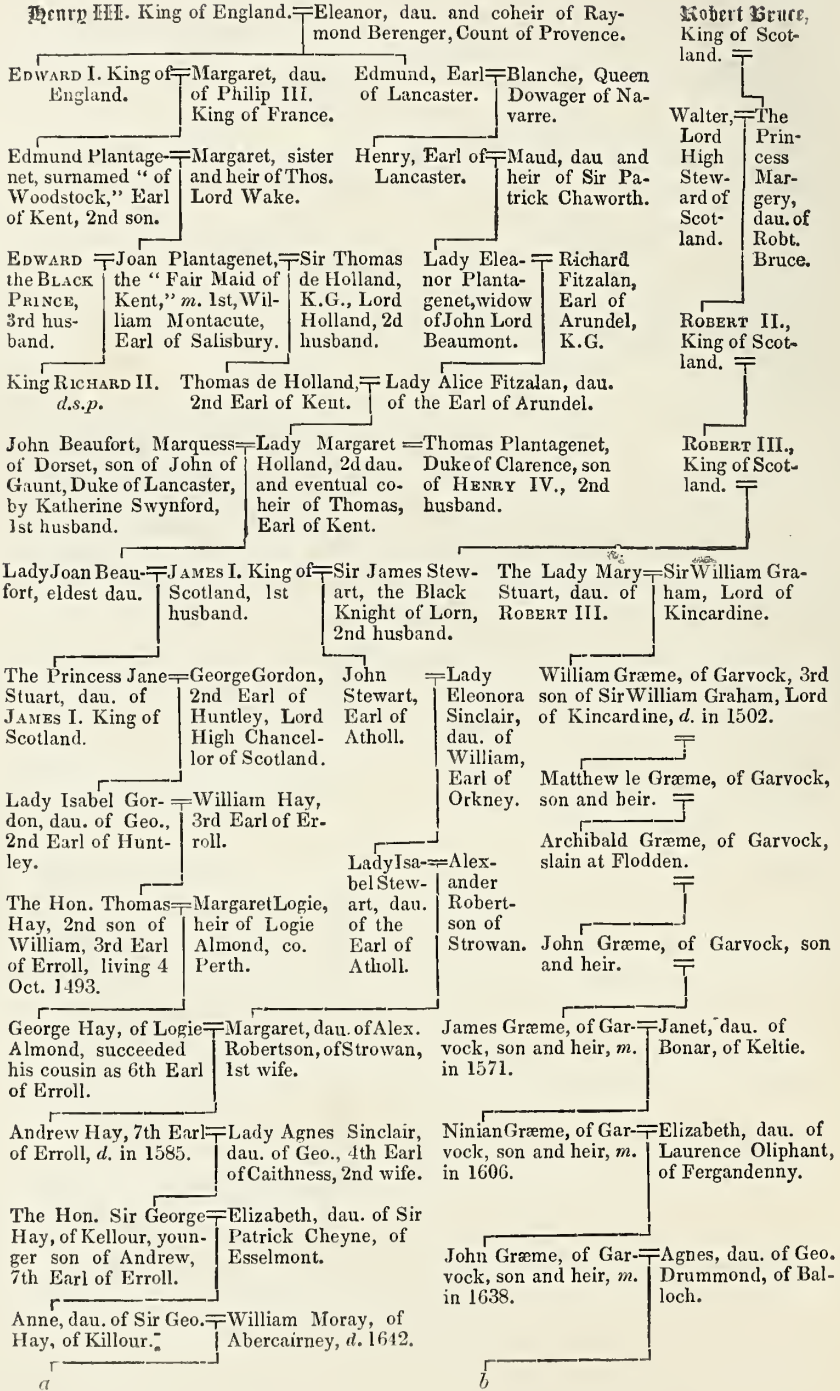 Henry III. King of England.
Eleanor, dau. and coheir of Ray-
mond Berenger, Count of Provence.
Robert Bruce,
King of Scot-
land.
EDWARD I. King of
England.
Margaret, dau.
of Philip III.
King of France.
Edmund, Earl
of Lancaster.
Blanche, Queen
Dowager of Na-
varre.
Walter,
Lord
High
Stew-
ard of
Scot-
land.
The
Prin-
cess
Mar-
gery,
dau. of
Robt.
Bruce.
Edmund Plantage-
net, surnamed "of
Woodstock," Earl
of Kent, 2nd son.
Margaret, sister
and heir of Thos.
Lord Wake.
Henry, Earl of
Lancaster.
Maud, dau and
heir of Sir Pa-
trick Chaworth.
EDWARD
the BLACK
PRINCE,
3rd hus-
band.
Joan Plantagenet,
the "Fair Maid of
Kent," m. 1st, Wil-
liam Montacute,
Earl of Salisbury.
Sir Thomas
de Holland,
K.G., Lord
Holland, 2d
husband.
Lady Elea-
nor Planta-
genet, widow
of John Lord
Beaumont.
Richard
Fitzalan,
Earl of
Arundel,
K.G.
ROBERT II.,
King of Scot-
land.
King RICHARD II.
d.s.p.
Thomas de Holland,
2nd Earl of Kent.
Lady Alice Fitzalan, dau.
of the Earl of Arundel.
John Beaufort, Marquess
of Dorset, son of John of
Gaunt, Duke of Lancaster,
by Katherine Swynford,
1st husband.
Lady Margaret
Holland, 2d dau.
and eventual co-
heir of Thomas,
Earl of Kent.
Thomas Plantagenet,
Duke of Clarence, son
of HENRY IV., 2nd
husband.
ROBERT III.,
King of Scot-
land.
Lady Joan Beau-
fort, eldest dau.
JAMES I. King of
Scotland, 1st
husband.
Sir James Stew-
art, the Black
Knight of Lorn,
2nd husband.
The Lady Mary
Stuart, dau. of
ROBERT III.
Sir William Gra-
ham, Lord of
Kincardine.
The Princess Jane
Stuart, dau. of
JAMES I. King of
Scotland.
George Gordon,
2nd Earl of
Huntley, Lord
High Chancel-
lor of Scotland.
John
Stewart,
Earl of
Atholl.
Lady
Eleonora
Sinclair,
dau. of
William,
Earl of
Orkney.
William Græme, of Garvock, 3rd
son of Sir William Graham, Lord
of Kincardine, d. in 1502.
Matthew le Græme, of Garvock,
son and heir.
Lady Isabel Gor-
don, dau. of Geo.,
2nd Earl of Hunt-
ley.
William Hay,
3rd Earl of Er-
roll.
Archibald Græme, of Garvock,
slain at Flodden.
Lady Isa-
bel Stew-
art, dau.
of the
Earl of
Atholl.
Alex-
ander
Robert-
son of
Strowan.
The Hon. Thomas
Hay, 2nd son of
William, 3rd Earl
of Erroll, living 4
Oct. 1493.
Margaret Logie,
heir of Logie
Almond, co.
Perth.
John Græme, of Garvock, son
and heir.
George Hay, of Logie
Almond, succeeded
his cousin as 6th Earl
of Erroll.
Margaret, dau. of Alex.
Robertson, of Strowan,
1st wife.
James Græme, of Gar-
vock, son and heir, m.
in 1571.
Janet, dau. of
Bonar, of Keltie.
Andrew Hay, 7th Earl
of Erroll, d. in 1585.
Lady Agnes Sinclair,
dau. of Geo., 4th Earl
of Caithness, 2nd wife.
Ninian Græme, of Gar-
vock, son and heir, m.
in 1606.
Elizabeth, dau. of
Laurence Oliphant,
of Fergandenny.
The Hon. Sir George
Hay, of Kellour, youn-
ger son of Andrew,
7th Earl of Erroll.
Elizabeth, dau. of Sir
Patrick Cheyne, of
Esselmont.
John Græme, of Gar-
vock, son and heir, m.
in 1638.
Agnes, dau. of Geo.
Drummond, of Bal-
loch.
Anne, dau. of Sir Geo.
Hay, of Killour.
William Moray, of
Abercairney, d. 1642.
a
b